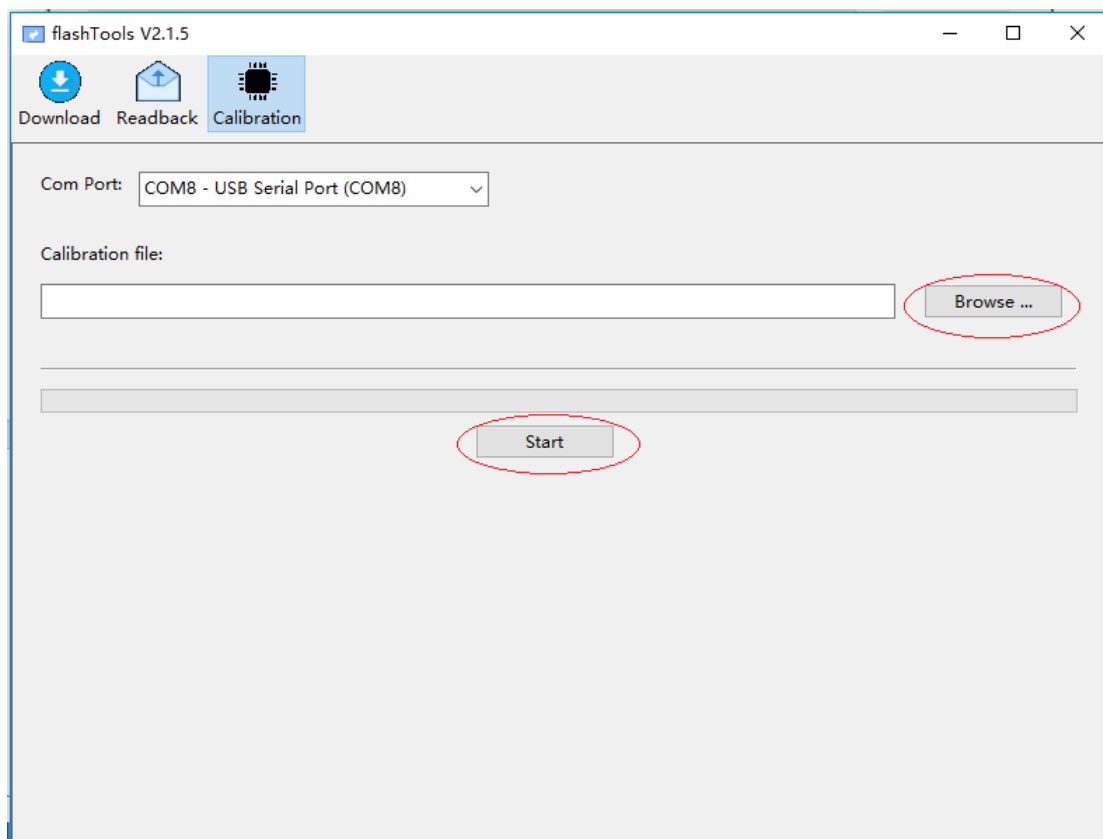 flashTools V2.1.5
Download Readback Calibration
Com Port: COM8 - USB Serial Port (COM8)
Calibration file:
Browse ...
Start